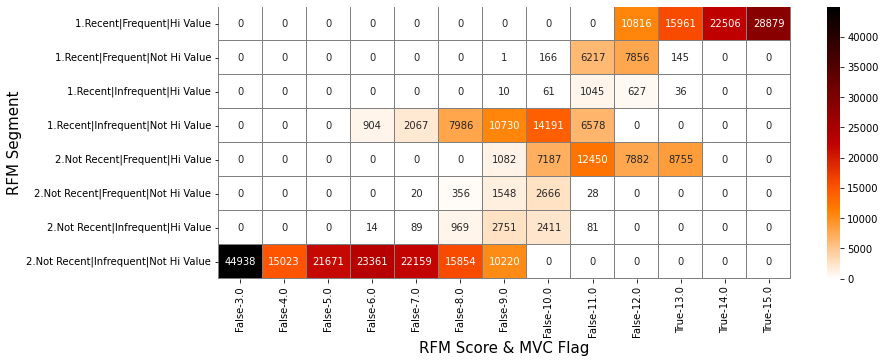 RFM Segment
1.Recent|Frequent|Hi Value 0 0 0 0 0 0 0 0 0 10816 15961 22506 28879
1.Recent|Frequent|Not Hi Value 0 0 0 0 0 0 1 166 6217 7856 145 0 0
1.Recent|Infrequent|Hi Value 0 0 0 0 0 0 10 61 1045 627 36 0 0
1.Recent|Infrequent|Not Hi Value 0 0 0 904 2067 7986 10730 14191 6578 0 0 0 0
2.Not Recent|Frequent|Hi Value 0 0 0 0 0 0 1082 7187 12450 7882 8755 0 0
2.Not Recent|Frequent|Not Hi Value 0 0 0 0 20 356 1548 2666 28 0 0 0 0
2.Not Recent|Infrequent|Hi Value 0 0 0 14 89 969 2751 2411 81 0 0 0 0
2.Not Recent|Infrequent|Not Hi Value 44938 15023 21671 23361 22159 15854 10220 0 0 0 0 0 0
False-3.0 False-4.0 False-5.0 False-6.0 False-7.0 False-8.0 False-9.0 False-10.0 False-11.0 False-12.0 True-13.0 True-14.0 True-15.0
RFM Score & MVC Flag
40000
35000
30000
25000
20000
15000
10000
5000
0